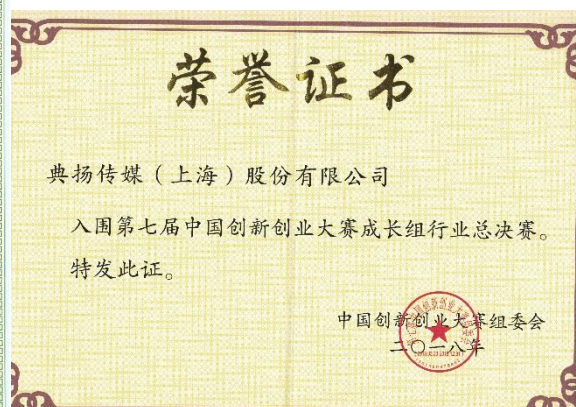 荣誉证书
典扬传媒（上海）股份有限公司
入围第七届中国创新创业大赛成长组行业总决赛。
特发此证。
中国创新创业大赛组委会
二〇一八年